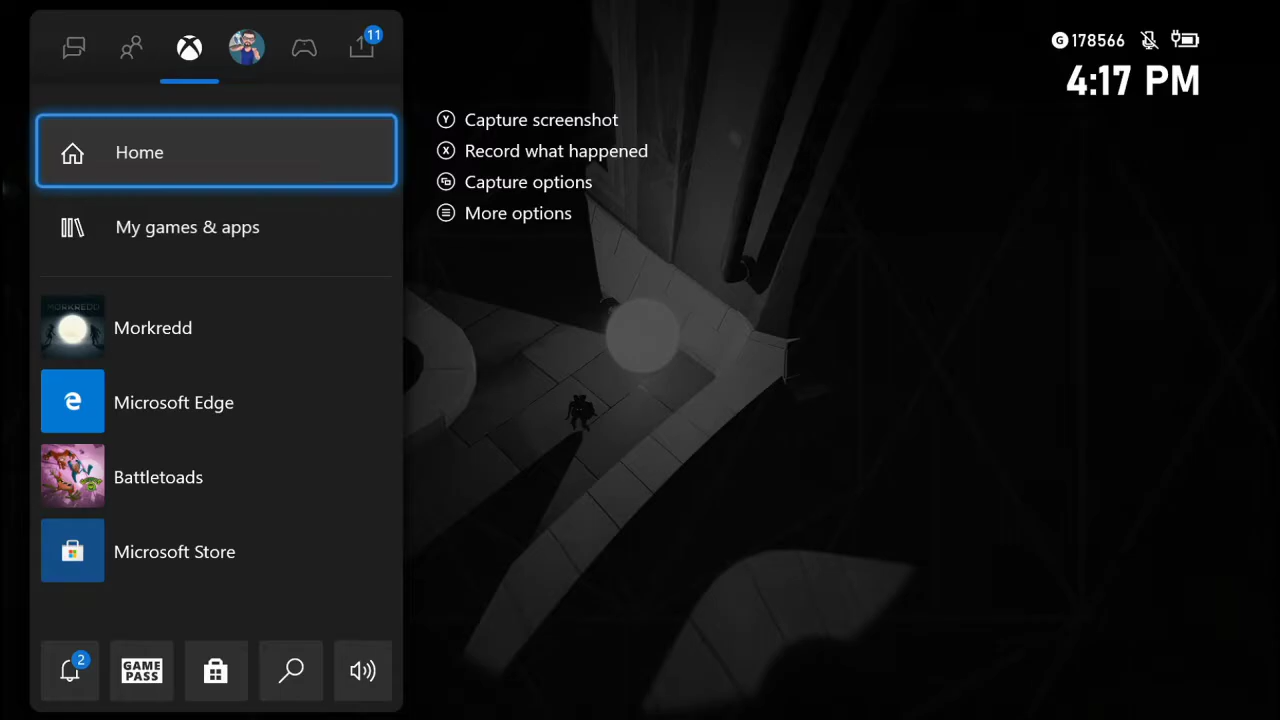 11
G 178566
4:17 PM
Home
My games & apps
Y Capture screenshot
X Record what happened
Capture options
More options
MORKREDD
Morkredd
Microsoft Edge
Battletoads
Microsoft Store
2
GAME
PASS